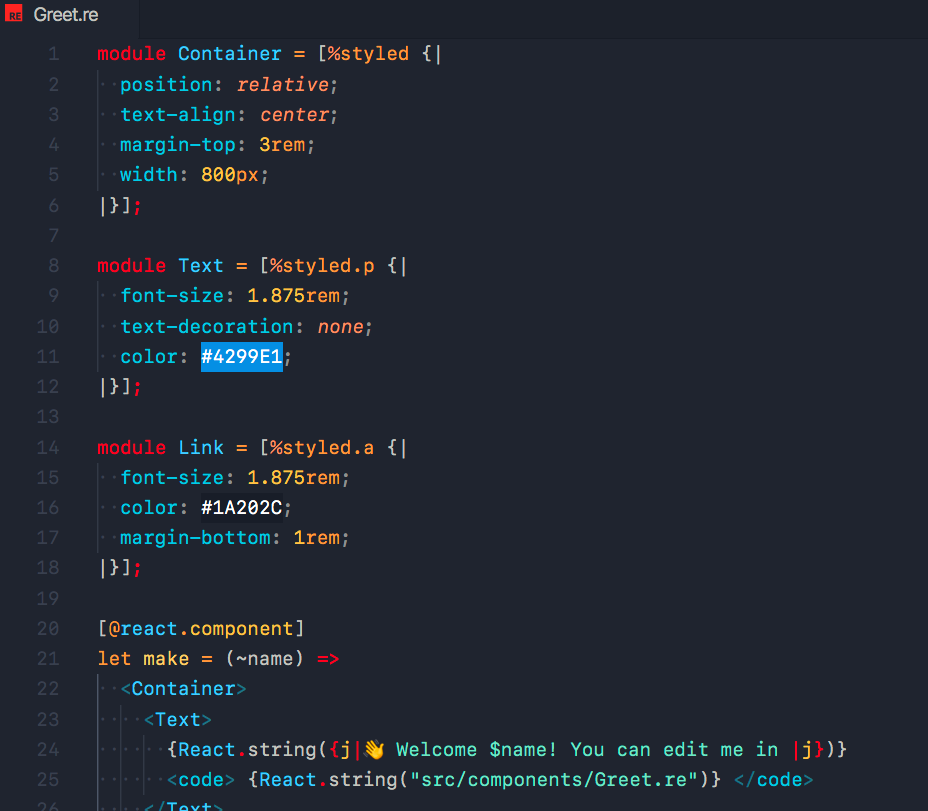 RE Greet.re
1 module Container = [%styled {|
2 position: relative;
3 text-align: center;
4 margin-top: 3rem;
5 width: 800px;
6 |}];
7
8 module Text = [%styled.p {|
9 font-size: 1.875rem;
10 text-decoration: none;
11 color: #4299E1;
12 |}];
13
14 module Link = [%styled.a {|
15 font-size: 1.875rem;
16 color: #1A202C;
17 margin-bottom: 1rem;
18 |}];
19
20 [@react.component]
21 let make = (~name) =>
22 <Container>
23 <Text>
24 {React.string({j|👋 Welcome $name! You can edit me in |j})}
25 <code> {React.string("src/components/Greet.re")} </code>
26 </Text>